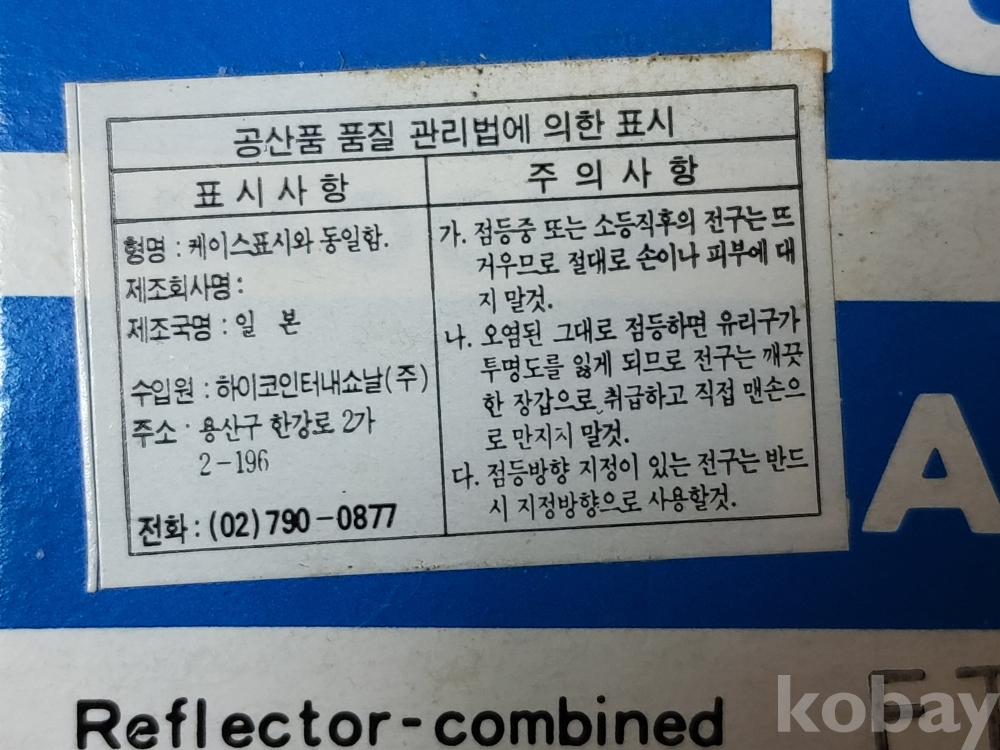 공산품 품질 관리법에 의한 표시
표시사항
형명 : 케이스표시와 동일함.
제조회사명 :
제조국명 : 일 본
수입원 : 하이코인터내쇼날(주)
주소 : 용산구 한강로 2가
2-196
전화 : (02)790-0877
주의사항
가. 점등중 또는 소등직후의 전구는 뜨
거우므로 절대로 손이나 피부에 대
지 말것.
나. 오염된 그대로 점등하면 유리구가
투명도를 잃게 되므로 전구는 깨끗
한 장갑으로 취급하고 직접 맨손으
로 만지지 말것.
다. 점등방향 지정이 있는 전구는 반드
시 지정방향으로 사용할것.
A
Reflector-combined
kobay